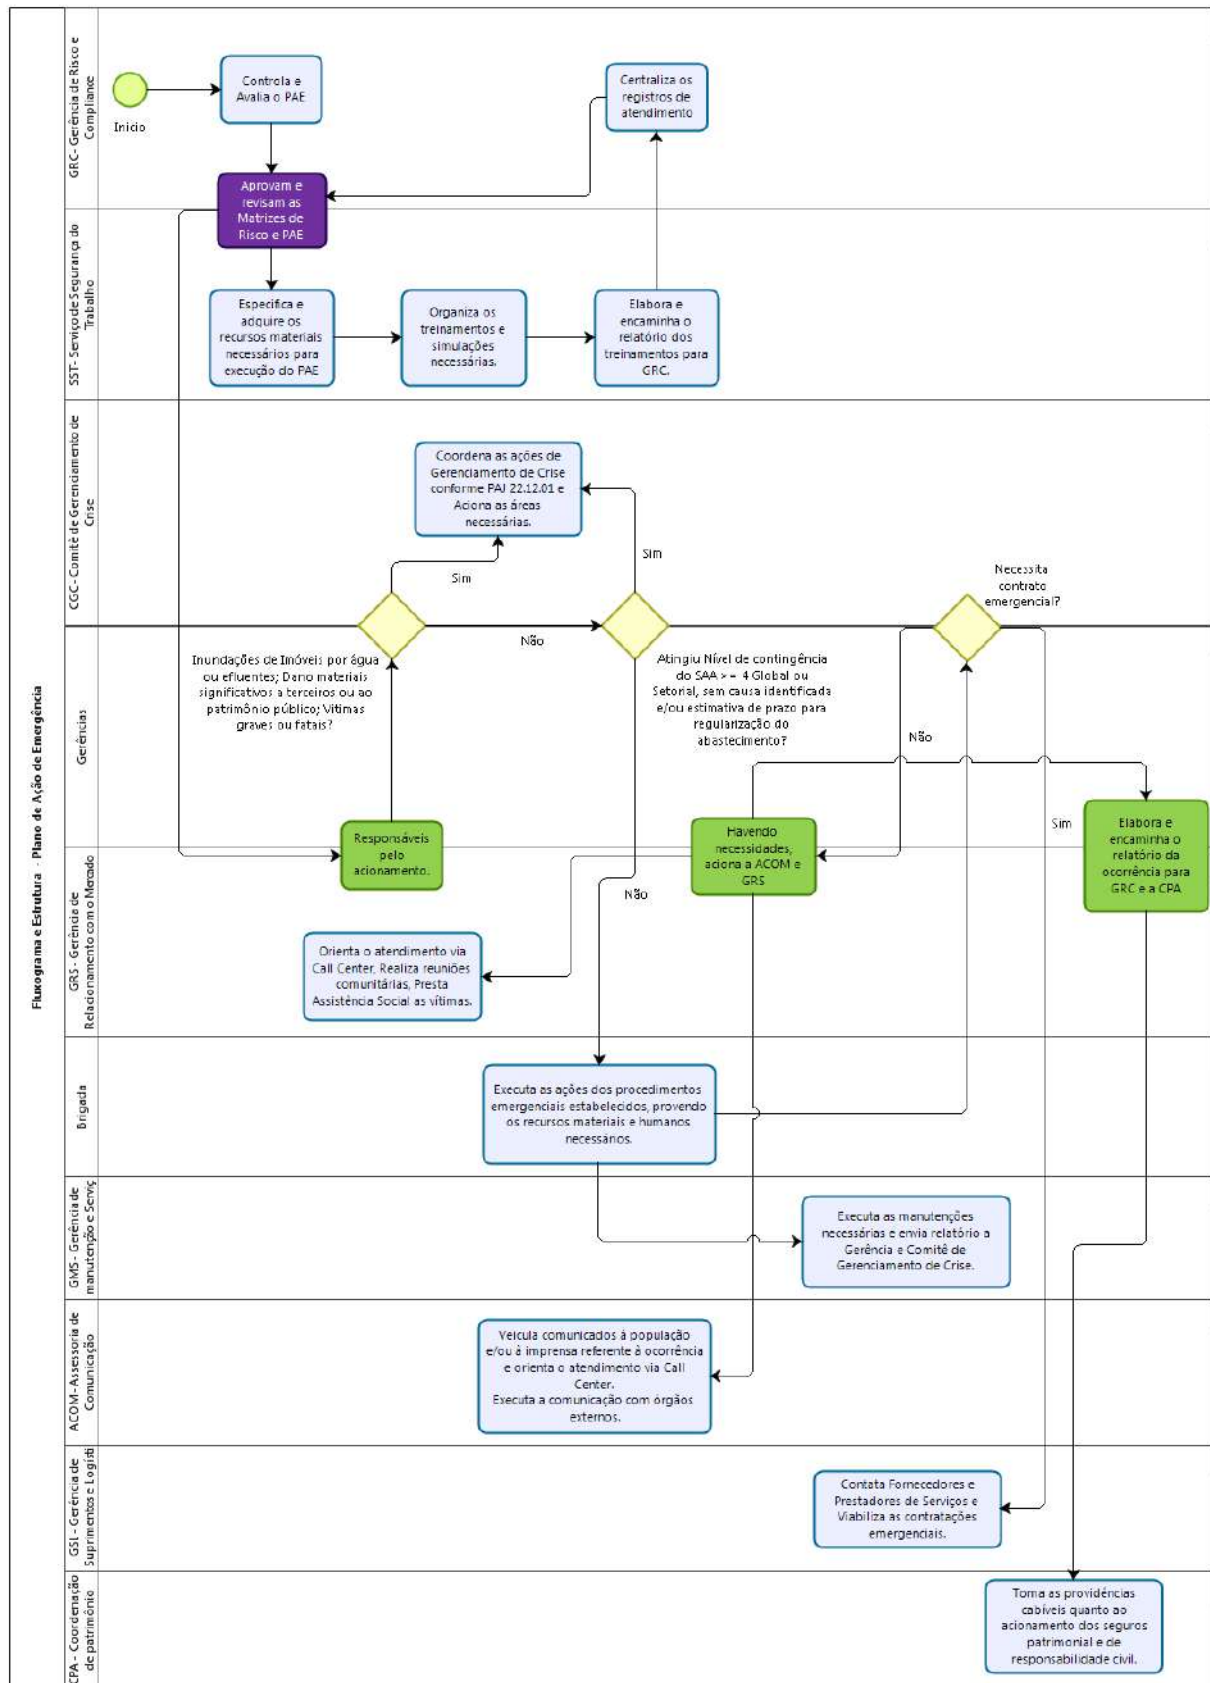 Fluxograma e Estrutura - Plano de Ação de Emergência
GRC - Gerência de Risco e
Compliance
Inicio
Controla e
Avalia o PAE
Centraliza os
registros de
atendimento
Aprovam e
revisam as
Matrizes de
Risco e PAE
SST - Serviço de Segurança do
Trabalho
Especifica e
adquire os
recursos materiais
necessários para
execução do PAE
Organiza os
treinamentos e
simulações
necessárias.
Elabora e
encaminha o
relatório dos
treinamentos para
GRC.
CGC - Comitê de Gerenciamento de
Crise
Coordena as ações de
Gerenciamento de Crise
conforme PAJ 22.12.01 e
Aciona as áreas
necessárias.
Sim
Sim
Necessita
contrato
emergencial?
Gerências
Não
Inundações de Imóveis por água
ou efluentes; Dano materiais
significativos a terceiros ou ao
patrimônio público; Vitimas
graves ou fatais?
Atingiu Nível de contingência
do SAA >= 4 Global ou
Setorial, sem causa identificada
e/ou estimativa de prazo para
regularização do
abastecimento?
Não
Sim
Responsáveis
pelo
acionamento.
Havendo
necessidades,
aciona a ACOM e
GRS
Elabora e
encaminha o
relatório da
ocorrência para
GRC e a CPA
GRS - Gerência de
Relacionamento com o Mercado
Não
Orienta o atendimento via
Call Center, Realiza reuniões
comunitárias, Presta
Assistência Social as vítimas.
Brigada
Executa as ações dos procedimentos
emergenciais estabelecidos, provendo
os recursos materiais e humanos
necessários.
GMS - Gerência de
manutenção e Serviç
Executa as manutenções
necessárias e envia relatório a
Gerência e Comitê de
Gerenciamento de Crise.
ACOM - Assessoria de
Comunicação
Veicula comunicados à população
e/ou à imprensa referente à ocorrência
e orienta o atendimento via Call
Center.
Executa a comunicação com órgãos
externos.
GSL - Gerência de
Suprimentos e Logísti
Contata Fornecedores e
Prestadores de Serviços e
Viabiliza as contratações
emergenciais.
CPA - Coordenação
de patrimônio
Toma as providências
cabíveis quanto ao
acionamento dos seguros
patrimonial e de
responsabilidade civil.